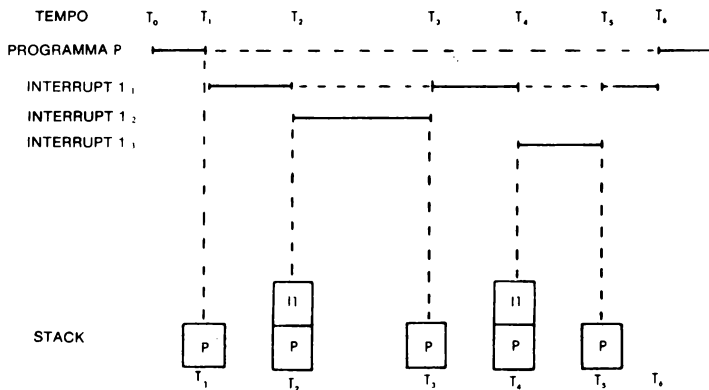 TEMPO T₀ T₁ T₂ T₃ T₄ T₅ T₆
PROGRAMMA P
INTERRUPT 1 ₁
INTERRUPT 1 ₂
INTERRUPT 1 ₃
I1 I1
STACK P P P P P
T₁ T₂ T₃ T₄ T₅ T₆